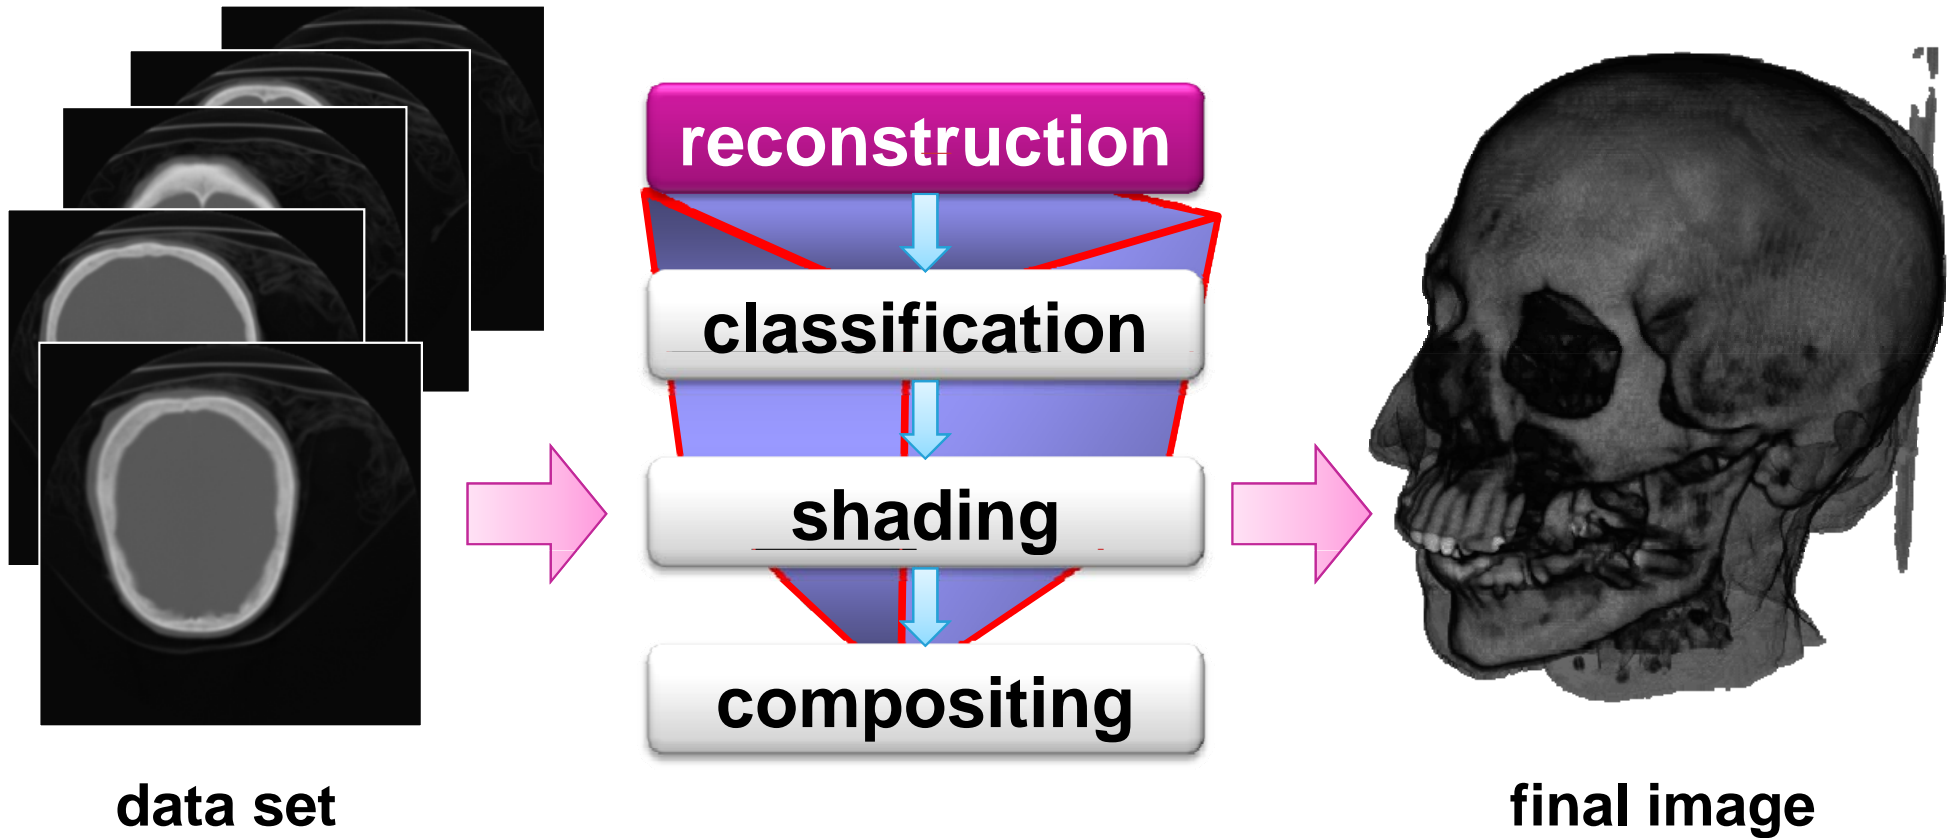 reconstruction
classification
shading
compositing
data set
final image